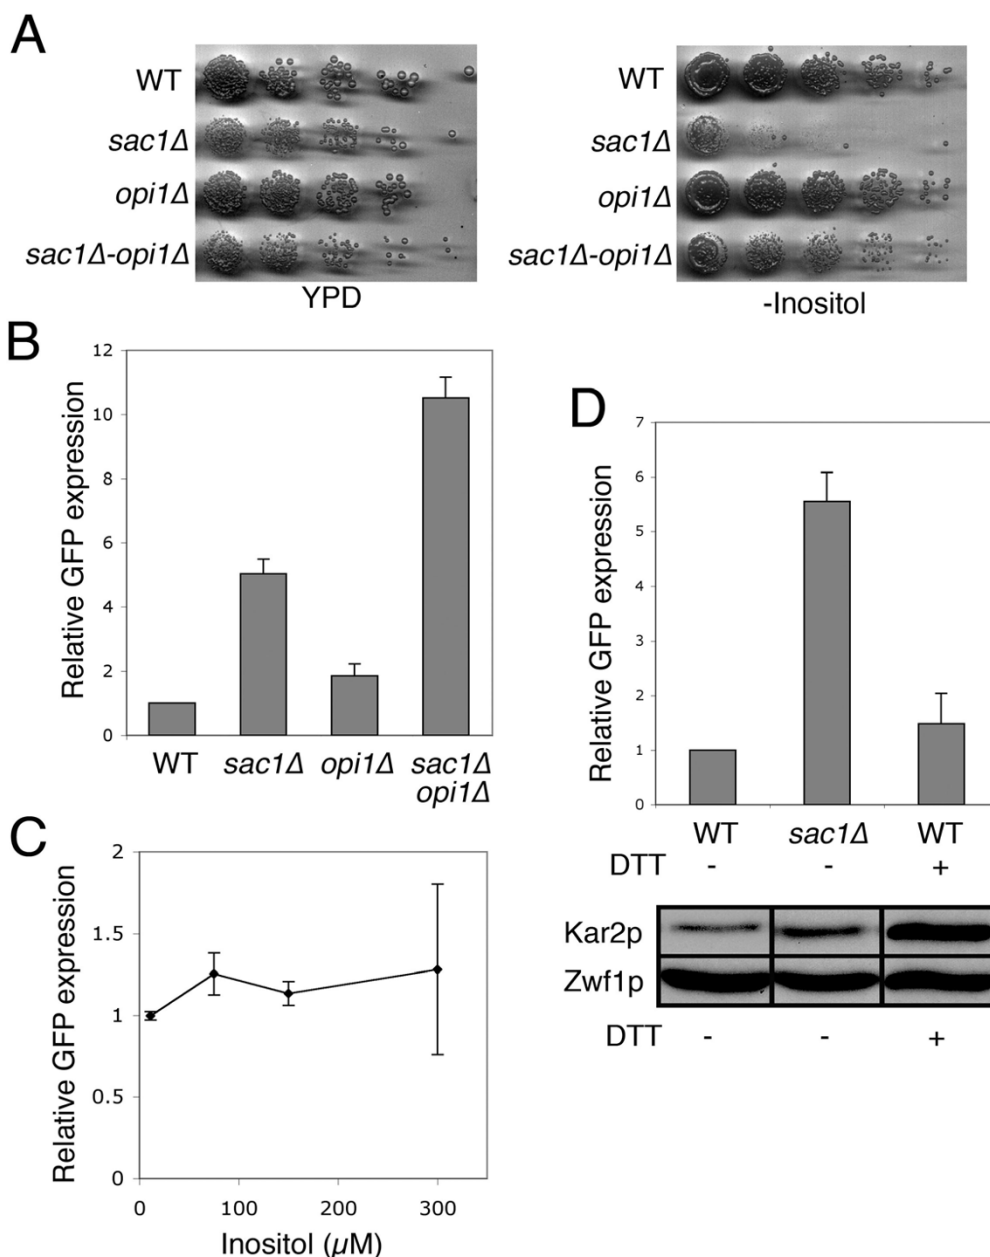 A
WT
sac1Δ
opi1Δ
sac1Δ-opi1Δ
YPD
WT
sac1Δ
opi1Δ
sac1Δ-opi1Δ
-Inositol
B
Relative GFP expression
12
10
8
6
4
2
0
WT
sac1Δ
opi1Δ
sac1Δ
opi1Δ
C
Relative GFP expression
2
1.5
1
0.5
0
0
100
200
300
Inositol (µM)
D
Relative GFP expression
7
6
5
4
3
2
1
0
WT
sac1Δ
WT
DTT - - +
Kar2p
Zwf1p
DTT - - +